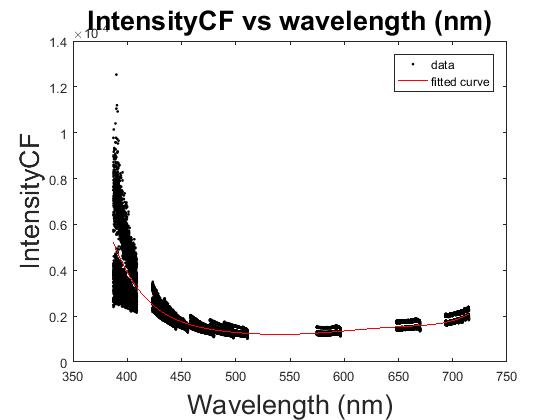 IntensityCF vs wavelength (nm)
1.4
1.2
1
0.8
0.6
0.4
0.2
0
350 400 450 500 550 600 650 700 750
data
fitted curve
IntensityCF
Wavelength (nm)